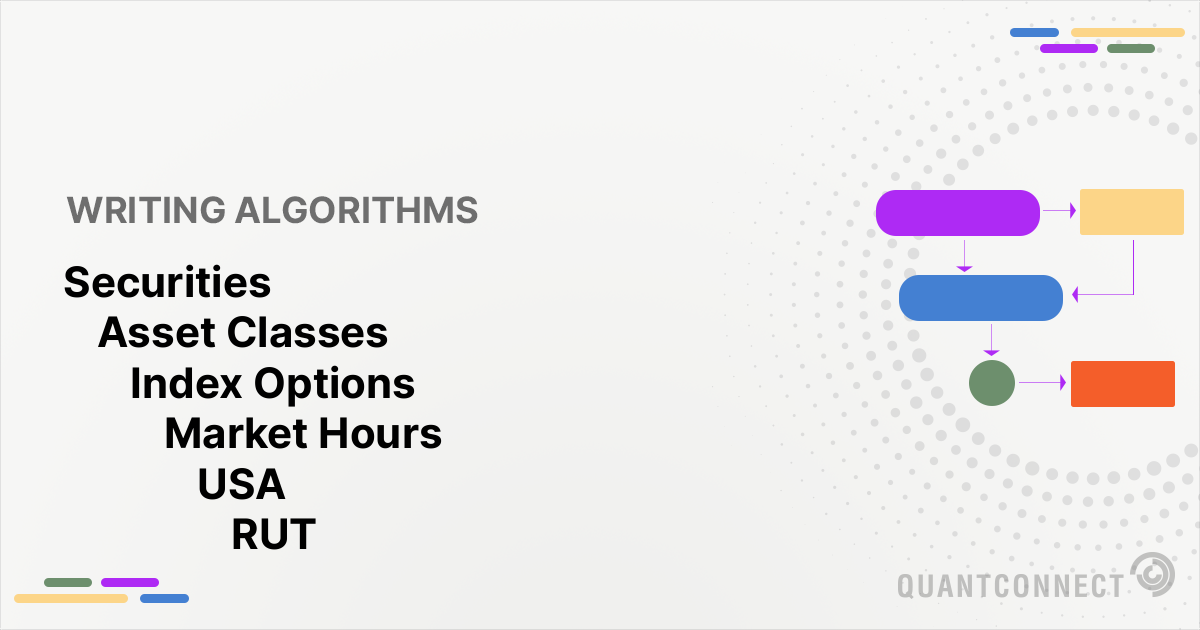 WRITING ALGORITHMS
Securities
Asset Classes
Index Options
Market Hours
USA
RUT
QUANTCONNECT